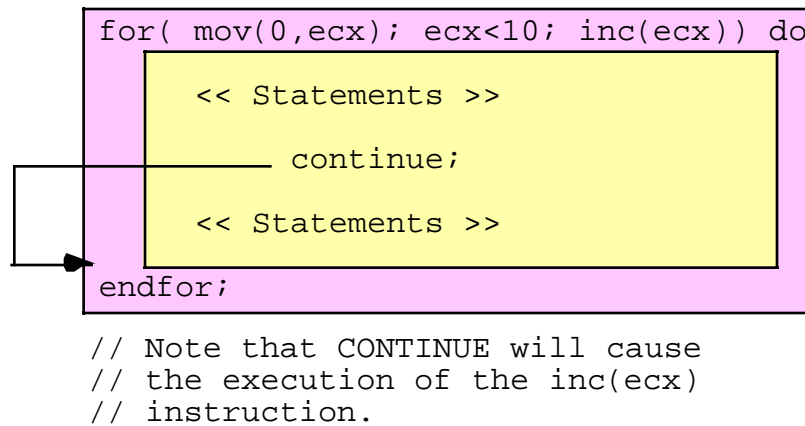 for( mov(0,ecx); ecx<10; inc(ecx)) do
<< Statements >>
continue;
<< Statements >>
endfor;
// Note that CONTINUE will cause
// the execution of the inc(ecx)
// instruction.